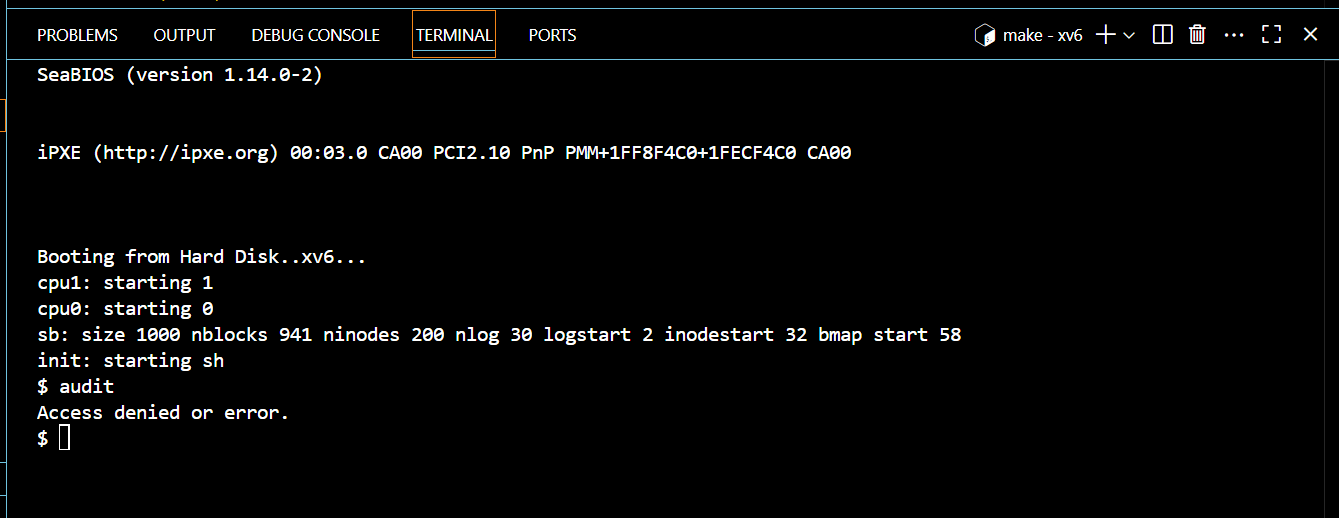 PROBLEMS OUTPUT DEBUG CONSOLE TERMINAL PORTS make - xv6
SeaBIOS (version 1.14.0-2)
iPXE (http://ipxe.org) 00:03.0 CA00 PCI2.10 PnP PMM+1FF8F4C0+1FECF4C0 CA00
Booting from Hard Disk..xv6...
cpu1: starting 1
cpu0: starting 0
sb: size 1000 nblocks 941 ninodes 200 nlog 30 logstart 2 inodestart 32 bmap start 58
init: starting sh
$ audit
Access denied or error.
$